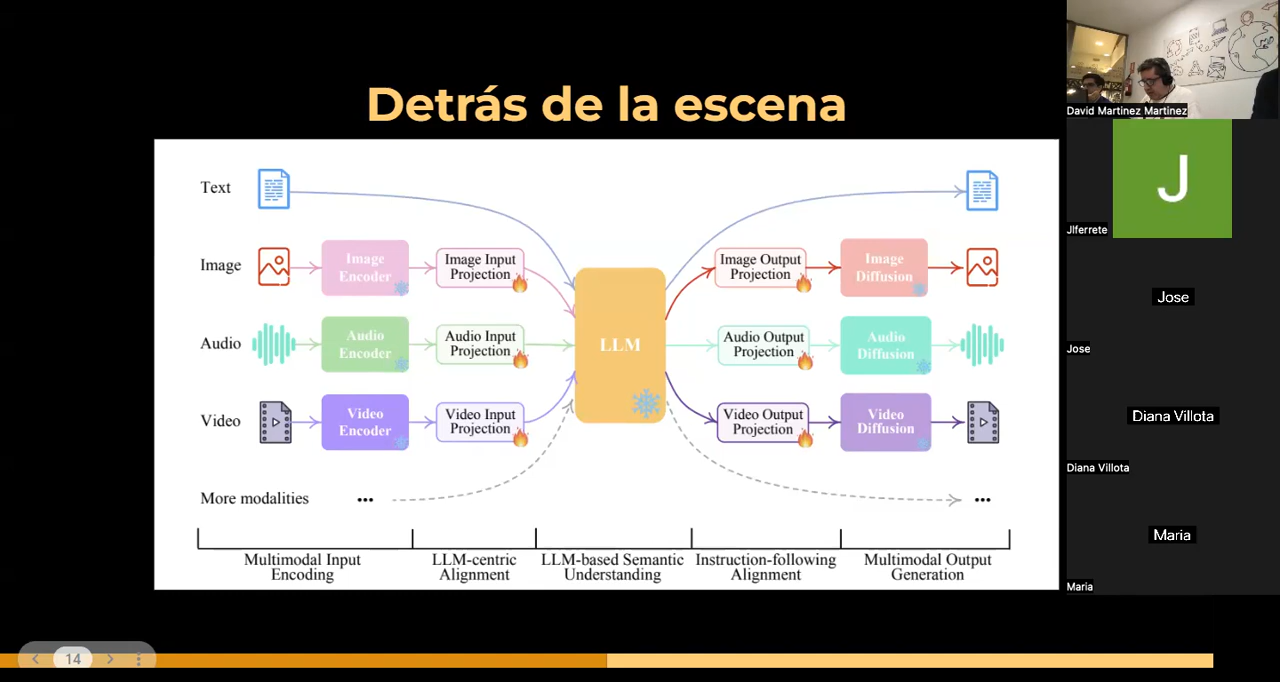 Detrás de la escena
Text
Image
Image
Encoder
Image Input
Projection
LLM
Image Output
Projection
Image
Diffusion
Audio
Audio
Encoder
Audio Input
Projection
Audio Output
Projection
Audio
Diffusion
Video
Video
Encoder
Video Input
Projection
Video Output
Projection
Video
Diffusion
More modalities
...
...
Multimodal Input
Encoding
LLM-centric
Alignment
LLM-based Semantic
Understanding
Instruction-following
Alignment
Multimodal Output
Generation
14
David Martinez Martinez
J
Jlferrete
Jose
Jose
Diana Villota
Diana Villota
Maria
Maria